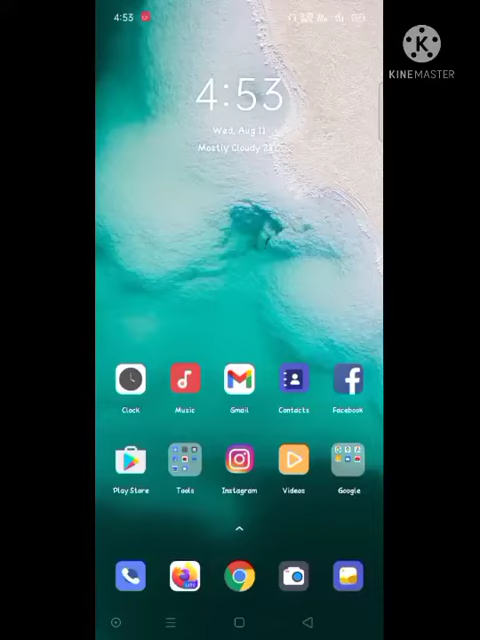 4:53
KINEMASTER
4:53
Wed, Aug 11
Mostly Cloudy
Clock Music Gmail Contacts Facebook
Play Store Tools Instagram Videos Google
LITE